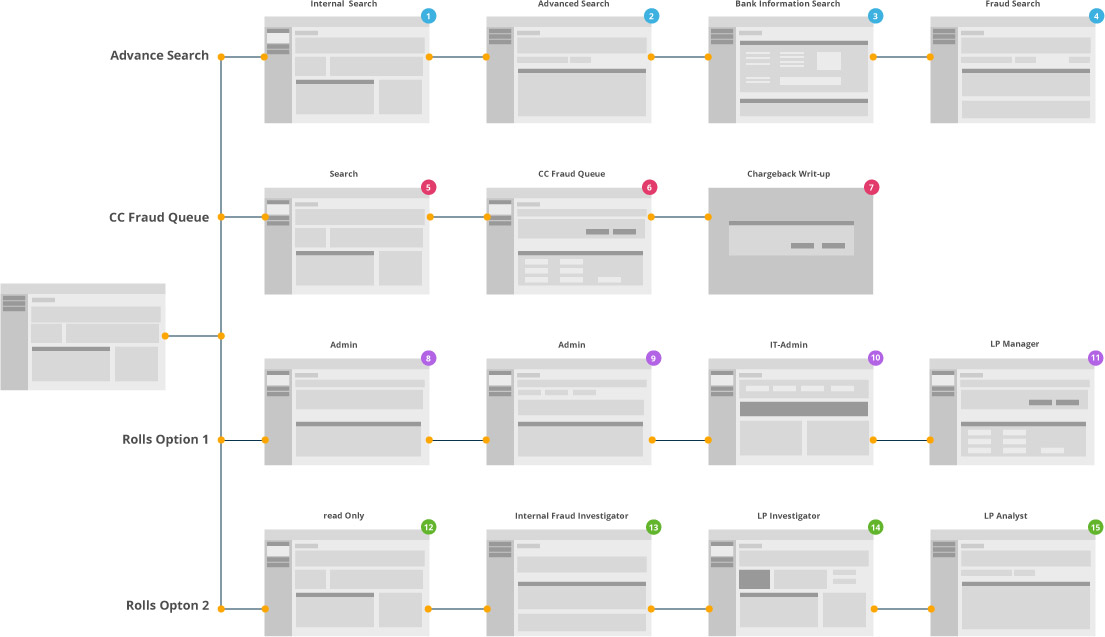 Internal Search
Advanced Search
Bank Information Search
Fraud Search
1
2
3
4
Advance Search
Search
CC Fraud Queue
Chargeback Writ-up
5
6
7
CC Fraud Queue
Admin
Admin
IT-Admin
LP Manager
8
9
10
11
Rolls Option 1
read Only
Internal Fraud Investigator
LP Investigator
LP Analyst
12
13
14
15
Rolls Opton 2